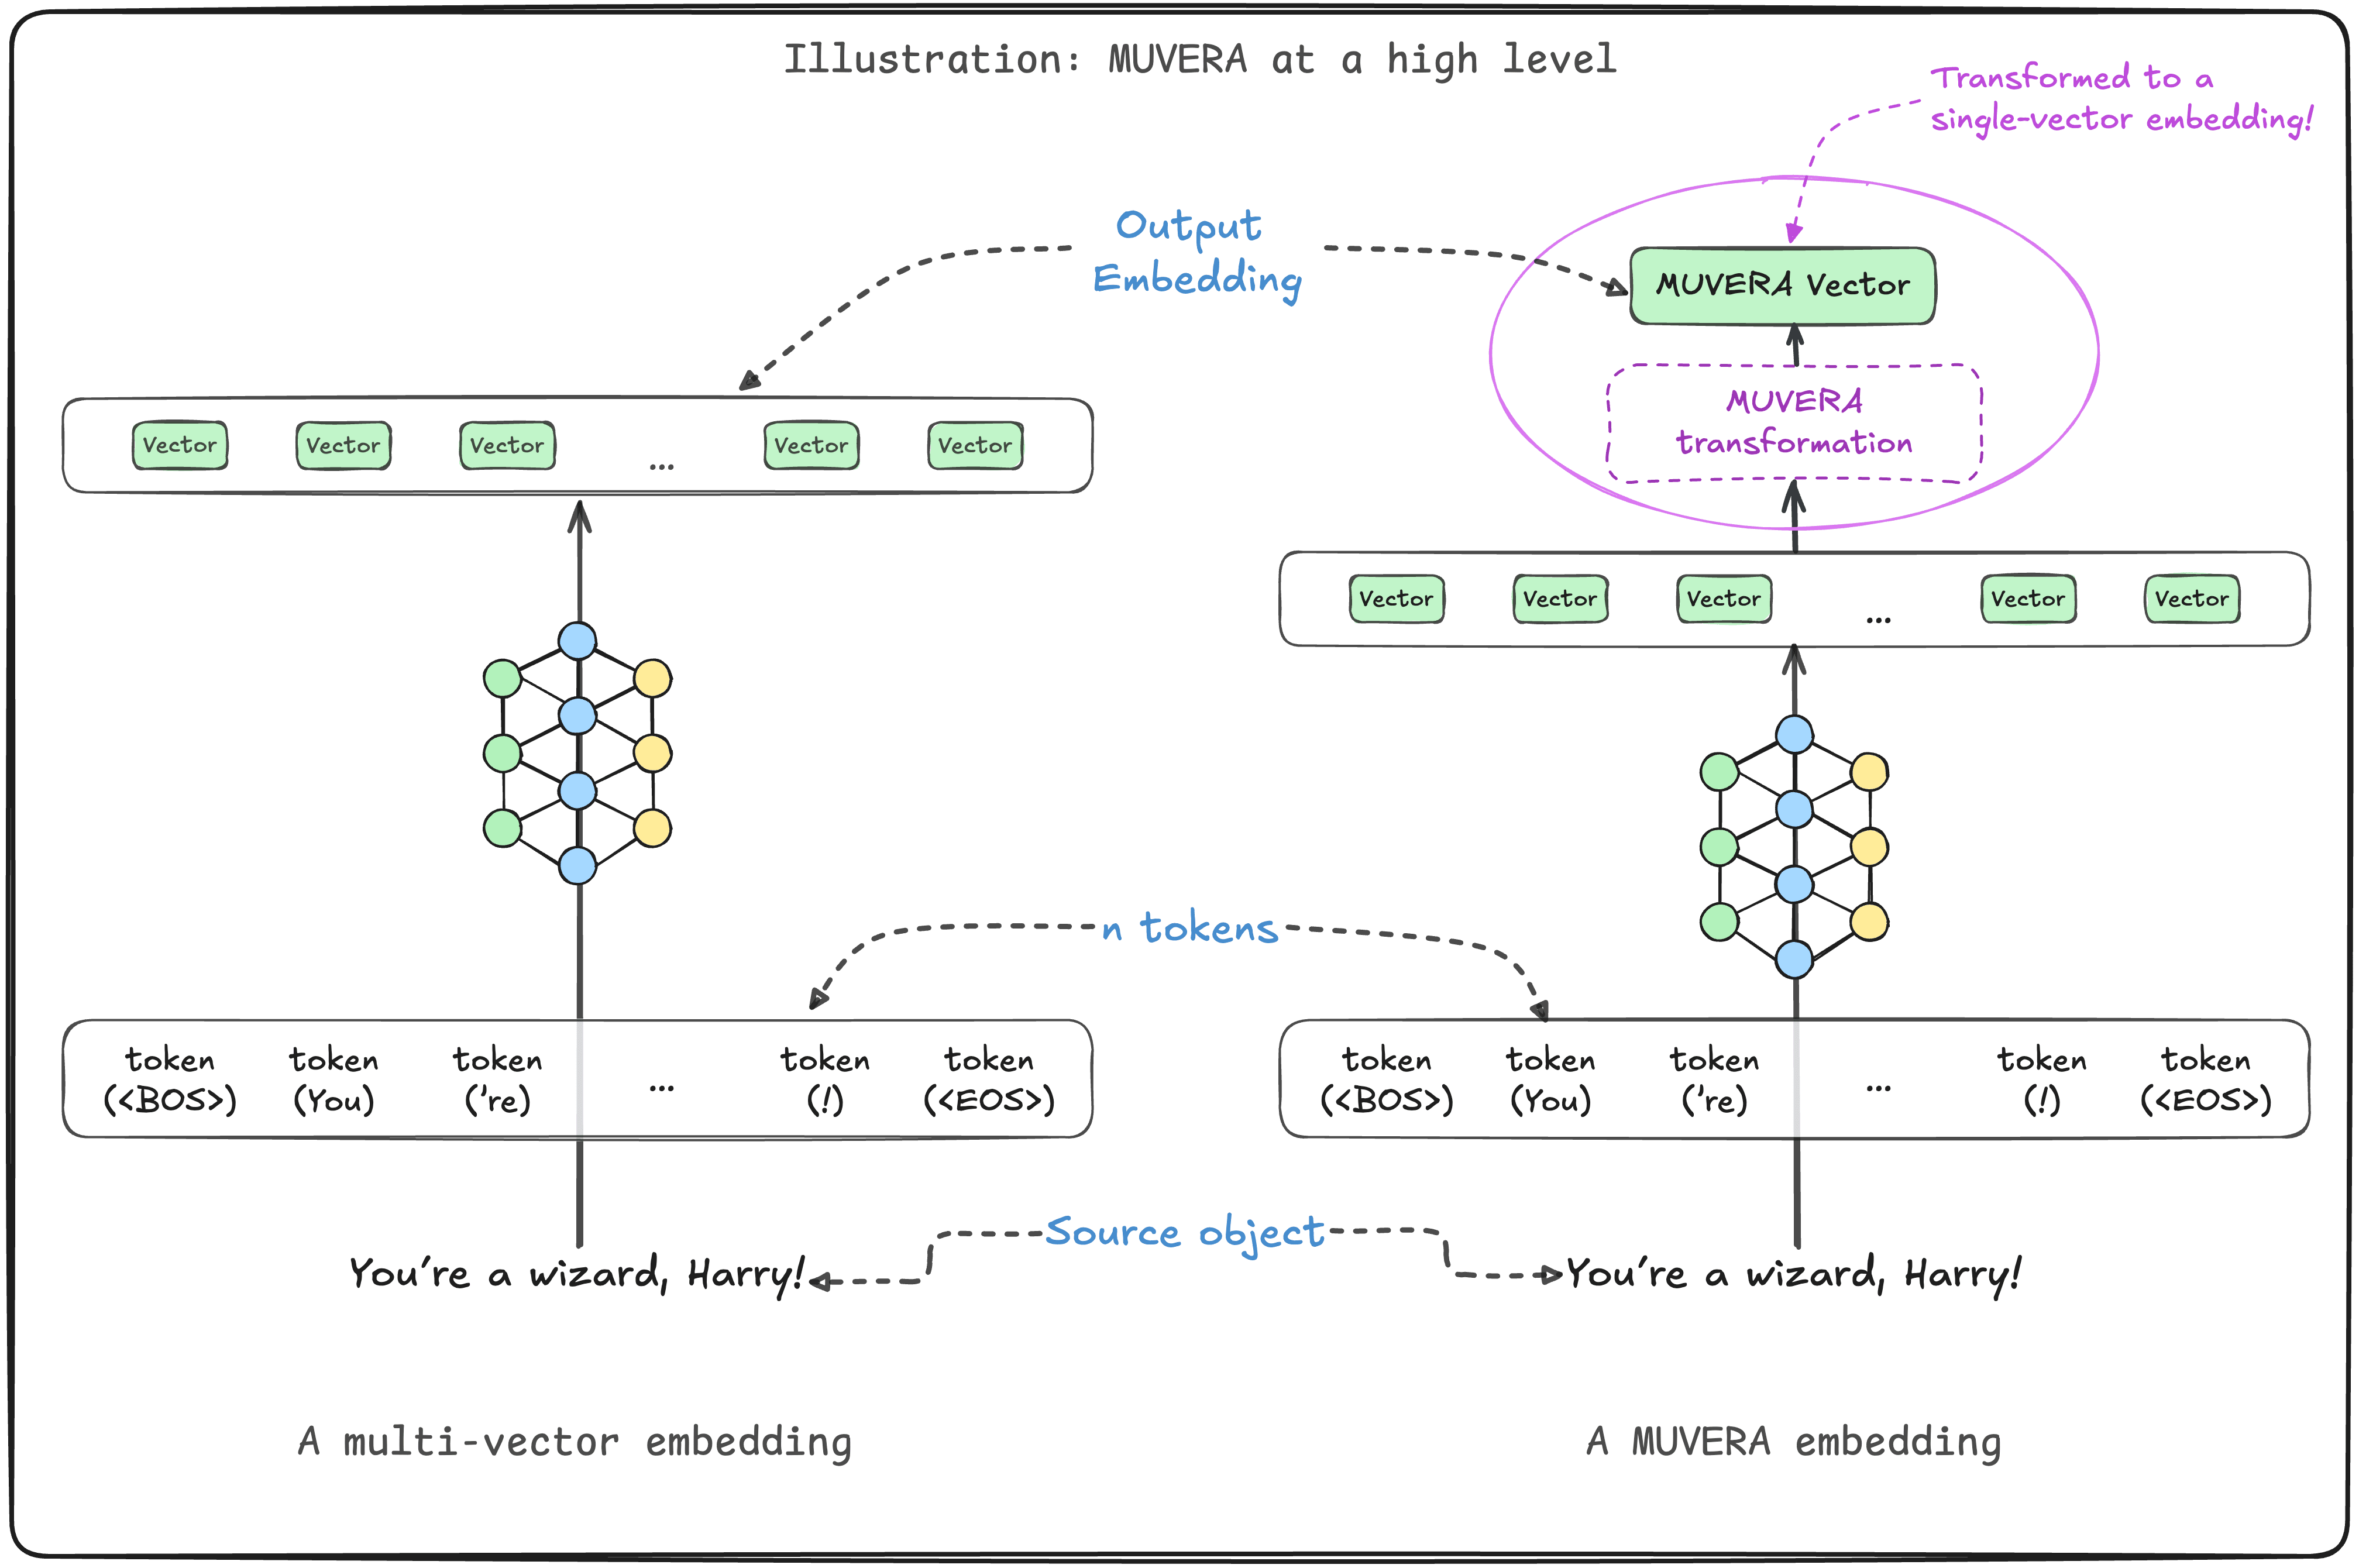 Illustration: MUVERA at a high level
Transformed to a
single-vector embedding!
Output
Embedding
MUVERA Vector
MUVERA
transformation
Vector Vector Vector ... Vector Vector
Vector Vector Vector ... Vector Vector
n tokens
token token token ... token token
(<BOS>) (You) ('re) (!) (<EOS>)
token token token ... token token
(<BOS>) (You) ('re) (!) (<EOS>)
Source object
You're a wizard, Harry!
You're a wizard, Harry!
A multi-vector embedding
A MUVERA embedding